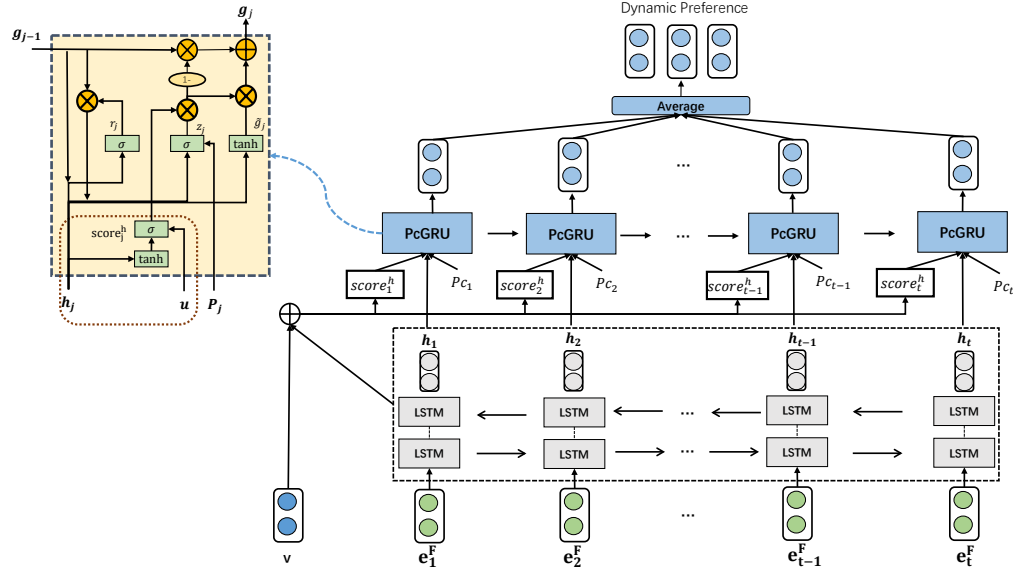 Dynamic Preference
g_j
g_{j-1}
1-
Average
r_j
z_j
g̃_j
σ
σ
tanh
...
score_j^h
σ
tanh
PcGRU
PcGRU
...
PcGRU
PcGRU
h_j
u
P_j
score_1^h
Pc_1
score_2^h
Pc_2
score_{t-1}^h
Pc_{t-1}
score_t^h
Pc_t
h_1
h_2
h_{t-1}
h_t
LSTM
LSTM
...
LSTM
LSTM
LSTM
LSTM
...
LSTM
LSTM
...
v
e_1^F
e_2^F
e_{t-1}^F
e_t^F